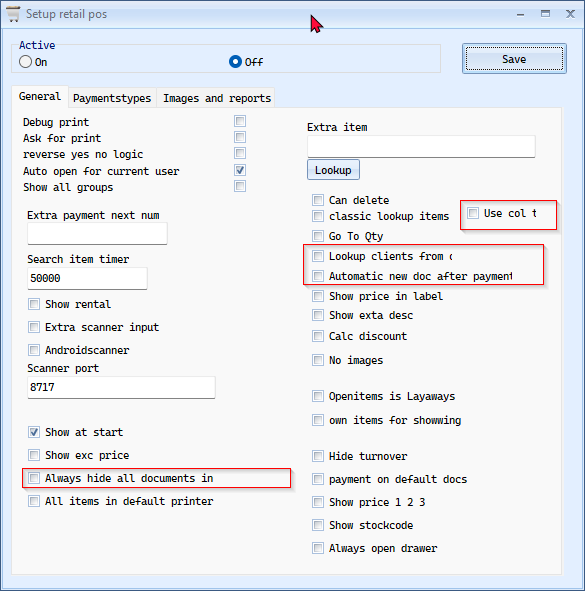 Setup retail pos
Active
On
Off
Save
General
Paymentstypes
Images and reports
Debug print
Ask for print
reverse yes no logic
Auto open for current user
Show all groups
Extra payment next num
Search item timer
50000
Show rental
Extra scanner input
Androidscanner
Scanner port
8717
Show at start
Show exc price
Always hide all documents in
All items in default printer
Extra item
Lookup
Can delete
classic lookup items
Use col t
Go To Qty
Lookup clients from c
Automatic new doc after payment
Show price in label
Show exta desc
Calc discount
No images
Openitems is Layaways
own items for showwing
Hide turnover
payment on default docs
Show price 1 2 3
Show stockcode
Always open drawer